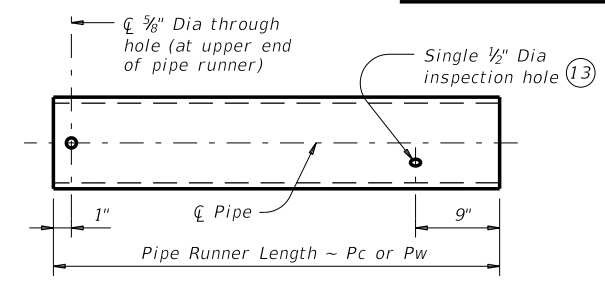 ℄ ⅝" Dia through
hole (at upper end
of pipe runner)
Single ½" Dia
inspection hole 13
1"
℄ Pipe
9"
Pipe Runner Length ~ Pc or Pw